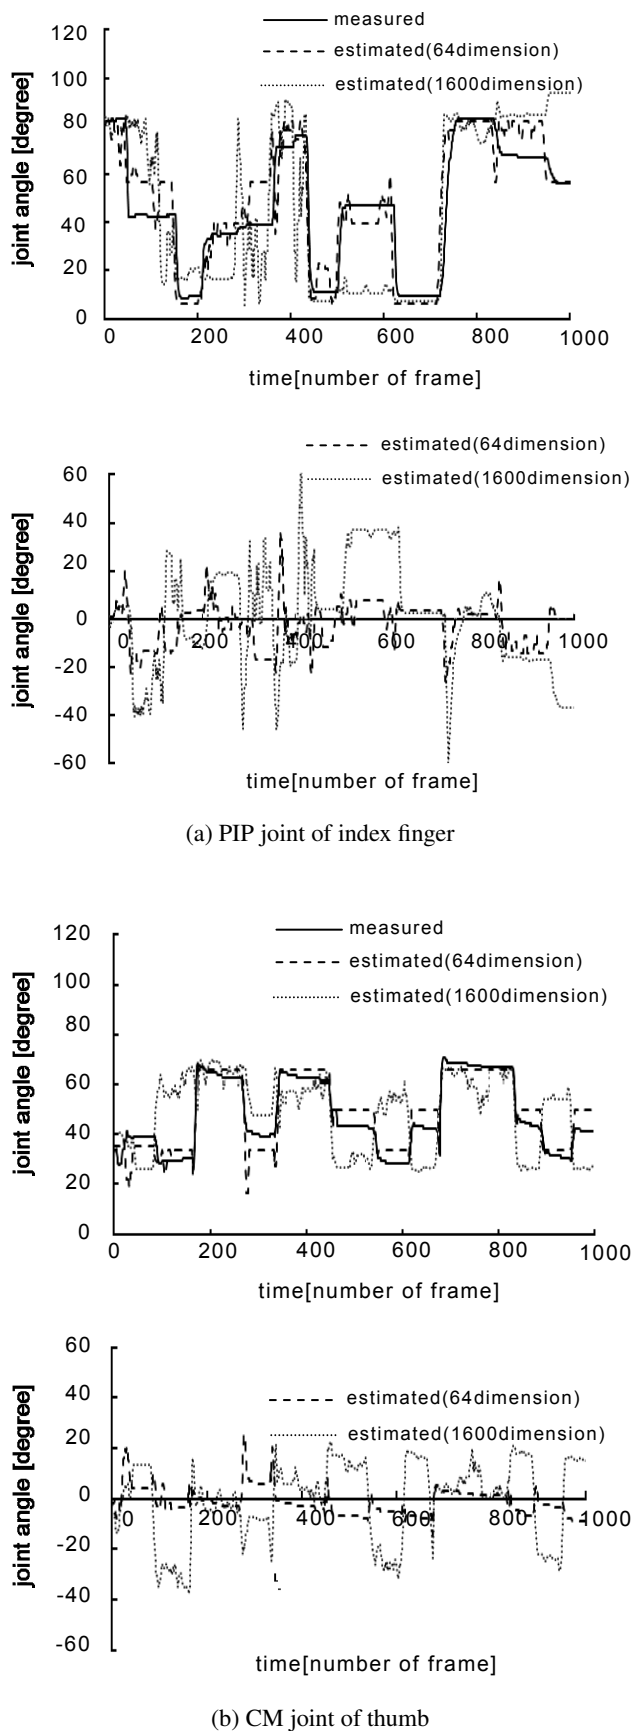 measured
estimated(64dimension)
estimated(1600dimension)
joint angle [degree]
120
100
80
60
40
20
0
0 200 400 600 800 1000
time[number of frame]
estimated(64dimension)
estimated(1600dimension)
joint angle [degree]
60
40
20
0
-20
-40
-60
0 200 400 600 800 1000
time[number of frame]
(a) PIP joint of index finger
measured
estimated(64dimension)
estimated(1600dimension)
joint angle [degree]
120
100
80
60
40
20
0
0 200 400 600 800 1000
time[number of frame]
estimated(64dimension)
estimated(1600dimension)
joint angle [degree]
60
40
20
0
-20
-40
-60
0 200 400 600 800 1000
time[number of frame]
(b) CM joint of thumb